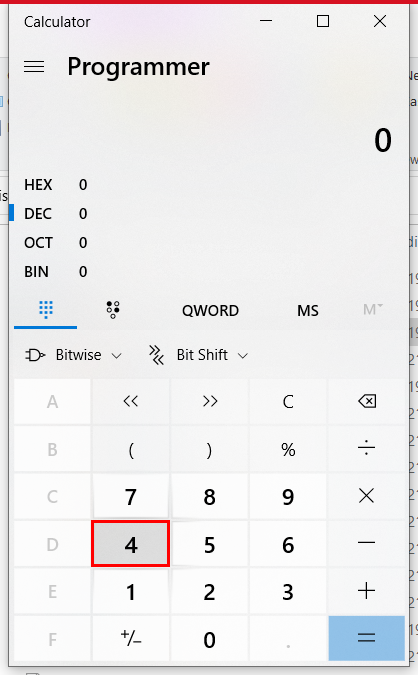 Calculator
Programmer
0
HEX 0
DEC 0
OCT 0
BIN 0
QWORD MS M
Bitwise Bit Shift
A << >> C
B ( ) % ÷
C 7 8 9 ×
D 4 5 6 −
E 1 2 3 +
F +/− 0 . =